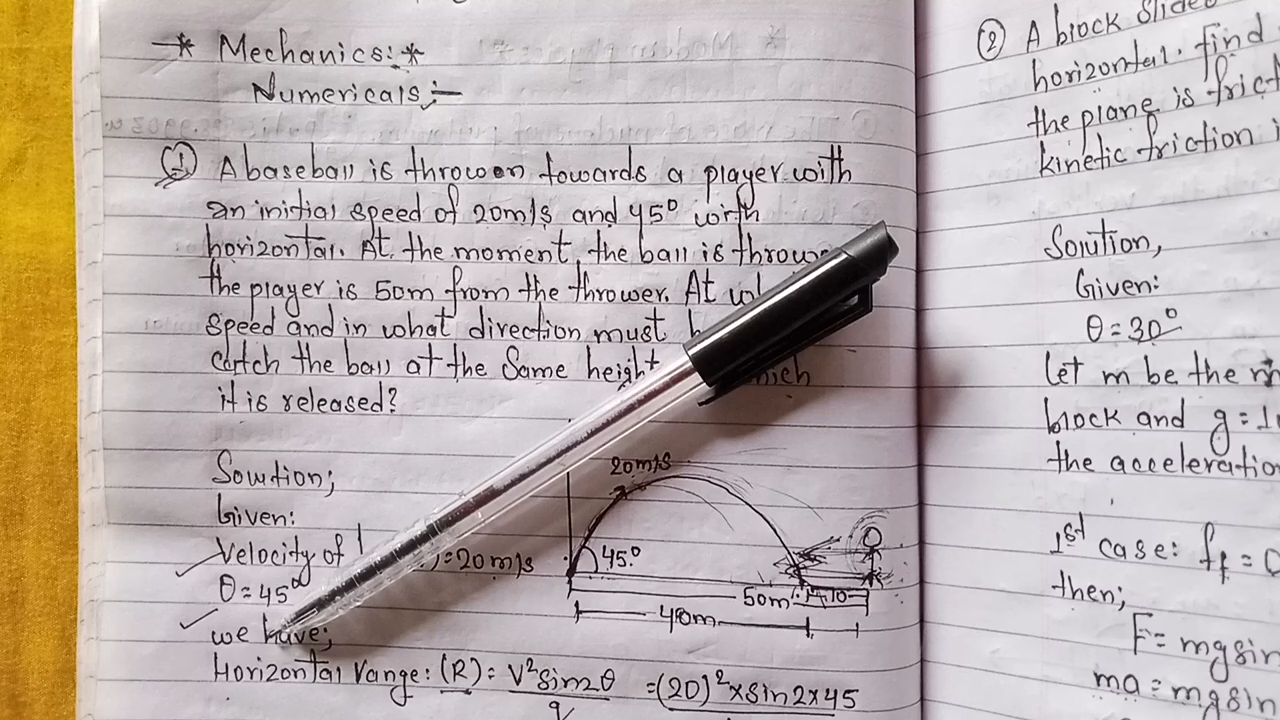 * Mechanics:- *
Numericals:-
① A baseball is thrown towards a player with
an initial speed of 20m/s and 45° with
horizontal. At the moment, the ball is
the player is 50m from the thrower. At
speed and in what direction must
catch the ball at the same height
it is released?
Solution;
Given:
Velocity of =20m/s
θ=45°
we have;
Horizontal range: (R) = V²sin2θ = (20)²×sin2×45
g
20m/s
45°
50m
10
40m
② A block slides
horizontal. find
the plane is
kinetic friction
Solution,
Given:
θ=30°
let m be the
block and g=
the
1st case: f
then;
F=mgsin
ma=mgsin